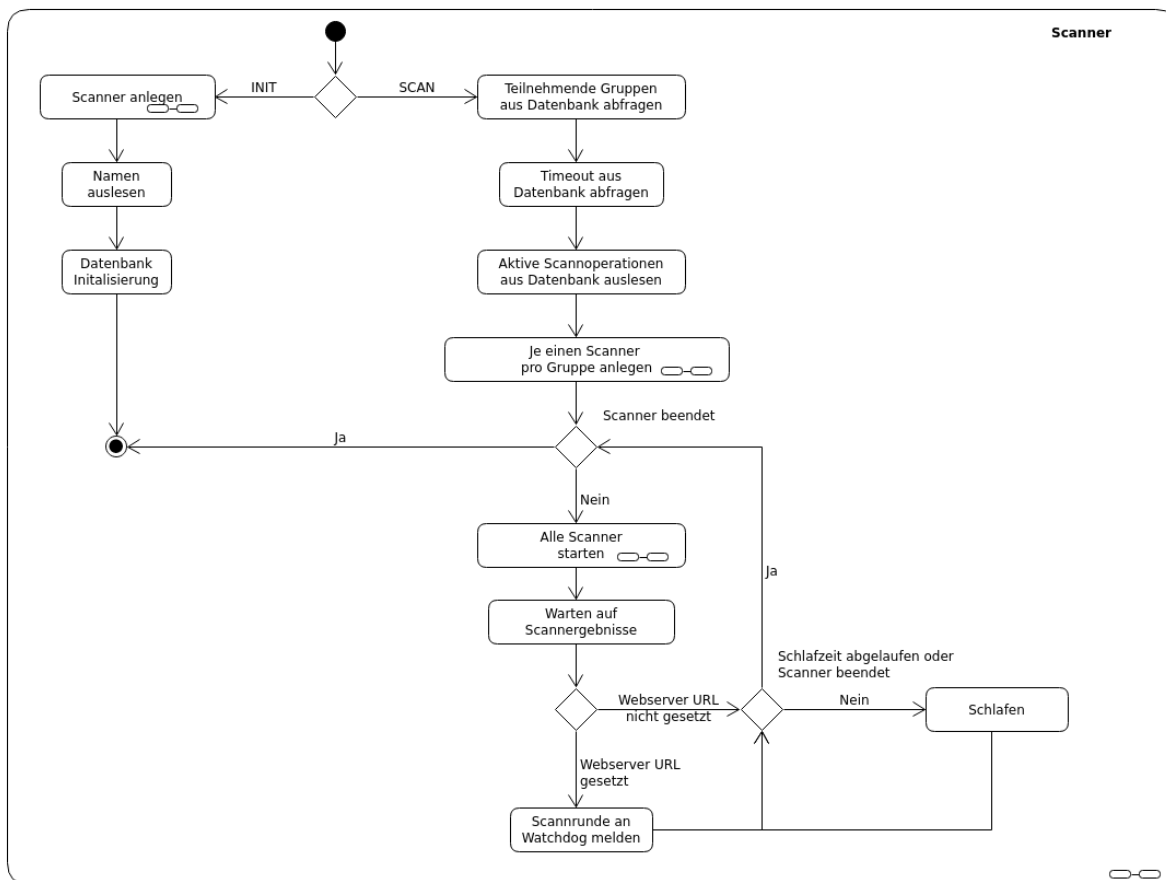 Scanner
INIT
SCAN
Scanner anlegen
Teilnehmende Gruppen
aus Datenbank abfragen
Namen
auslesen
Timeout aus
Datenbank abfragen
Datenbank
Initalisierung
Aktive Scannoperationen
aus Datenbank auslesen
Je einen Scanner
pro Gruppe anlegen
Scanner beendet
Ja
Nein
Alle Scanner
starten
Ja
Warten auf
Scannergebnisse
Schlafzeit abgelaufen oder
Scanner beendet
Webserver URL
nicht gesetzt
Nein
Schlafen
Webserver URL
gesetzt
Scannrunde an
Watchdog melden